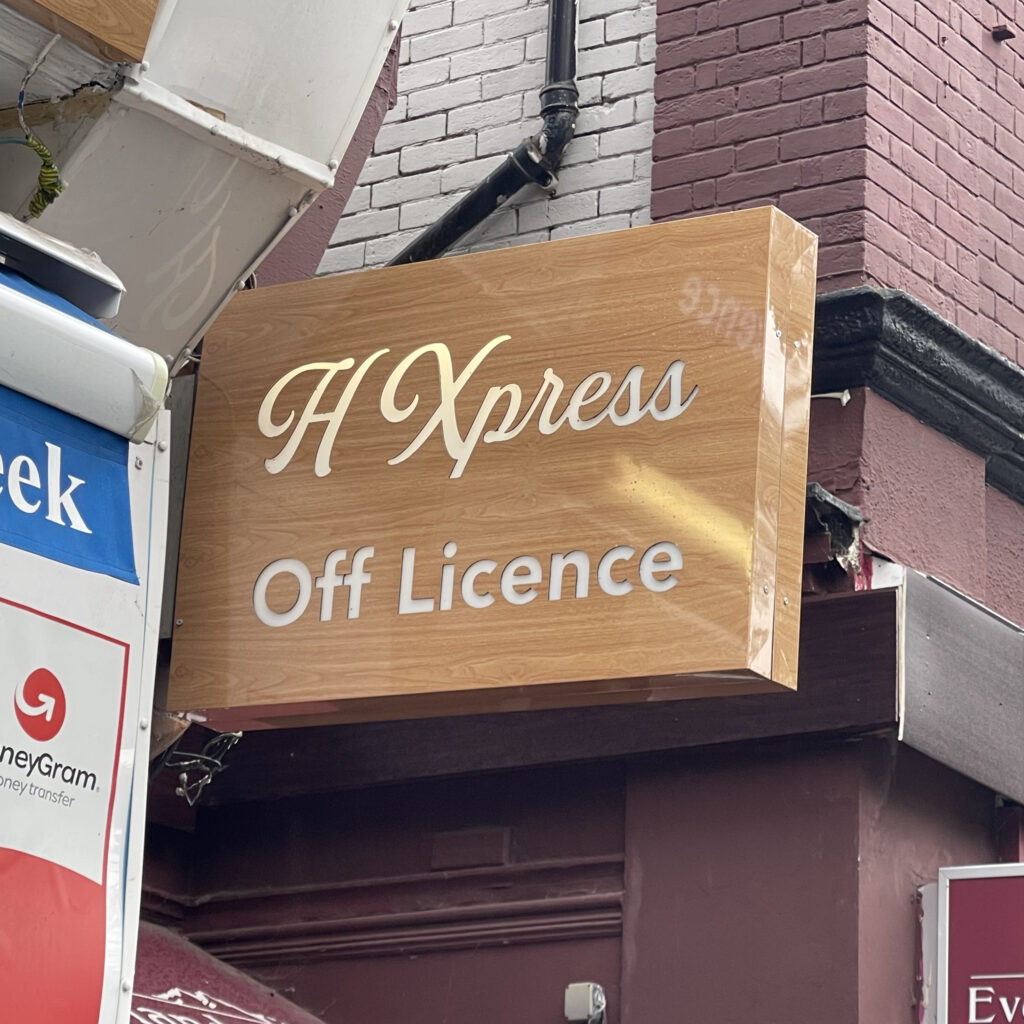 H Xpress
Off Licence
eek
neyGram
oney transfer
Eve